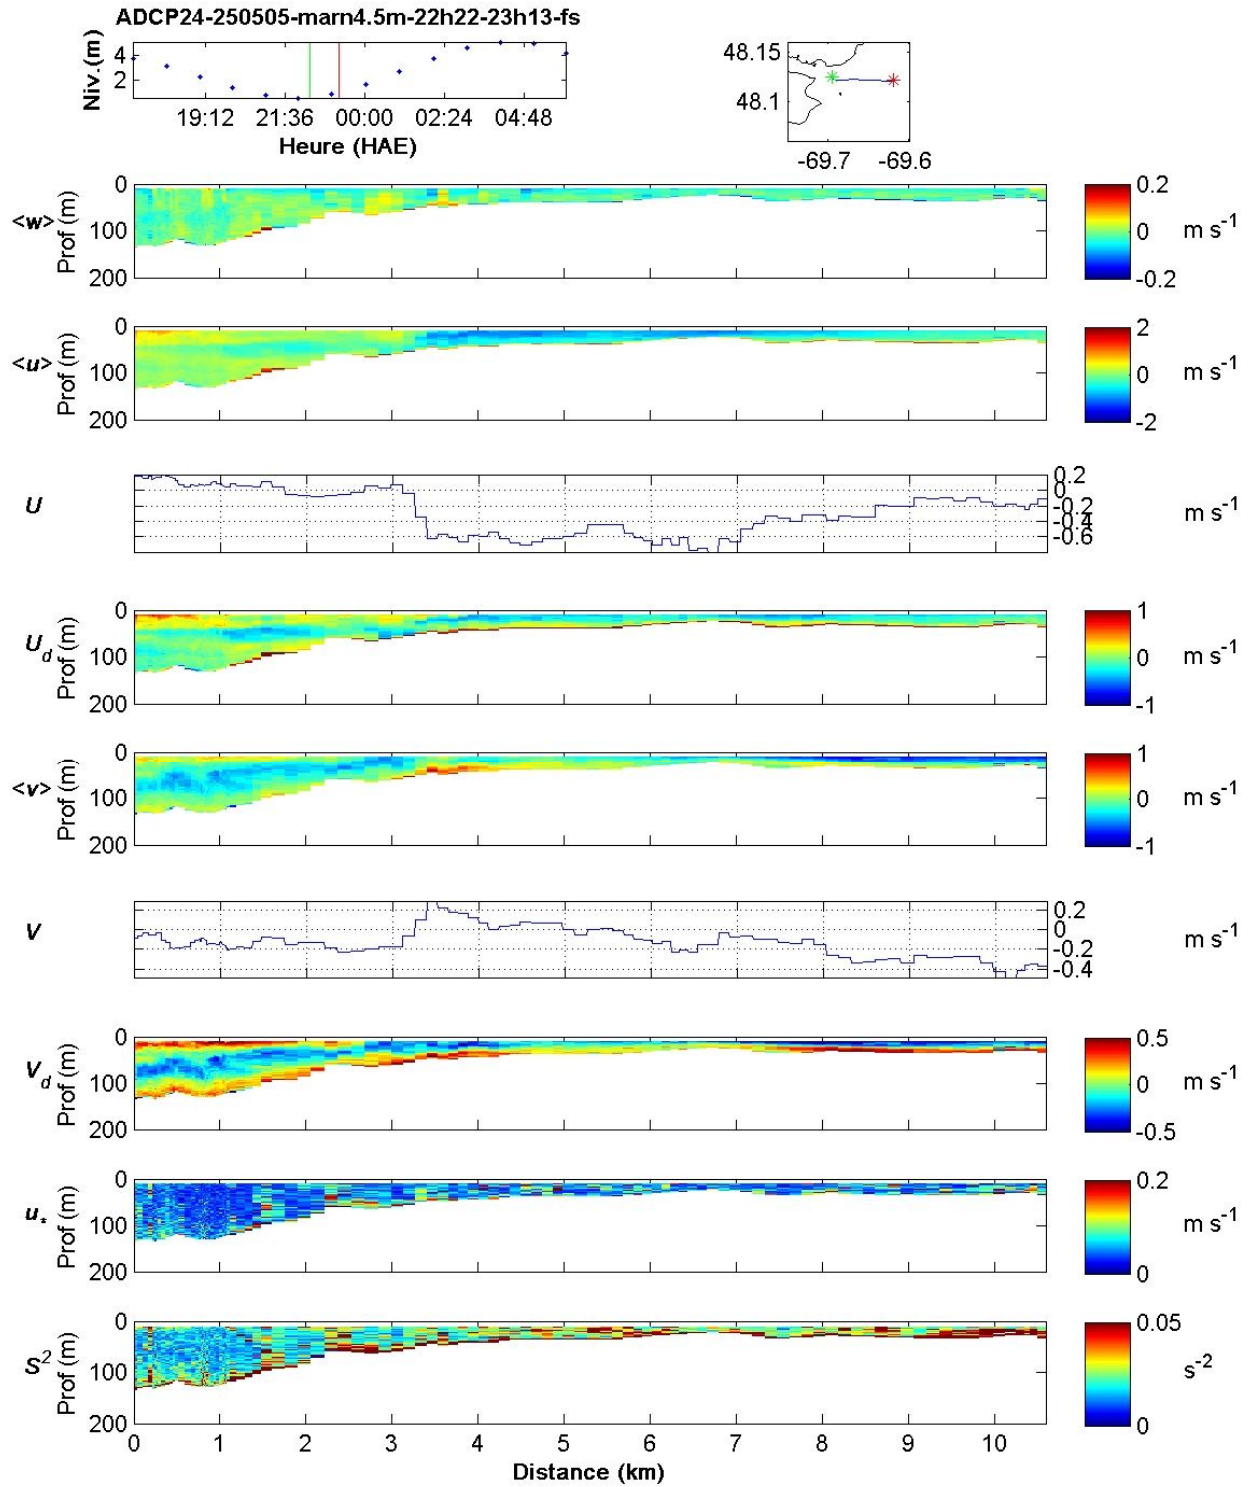 ADCP24-250505-marn4.5m-22h22-23h13-fs
Niv.(m)
4
2
19:12 21:36 00:00 02:24 04:48
Heure (HAE)
48.15
48.1
-69.7 -69.6
<w>
Prof (m)
0
100
200
0.2
0
-0.2
m s-1
<u>
Prof (m)
0
100
200
2
0
-2
m s-1
U
0.2
0
-0.2
-0.4
-0.6
m s-1
Ud
Prof (m)
0
100
200
1
0
-1
m s-1
<v>
Prof (m)
0
100
200
1
0
-1
m s-1
V
0.2
0
-0.2
-0.4
m s-1
Vd
Prof (m)
0
100
200
0.5
0
-0.5
m s-1
u*
Prof (m)
0
100
200
0.2
0
m s-1
S2
Prof (m)
0
100
200
0.05
0
s-2
0 1 2 3 4 5 6 7 8 9 10
Distance (km)